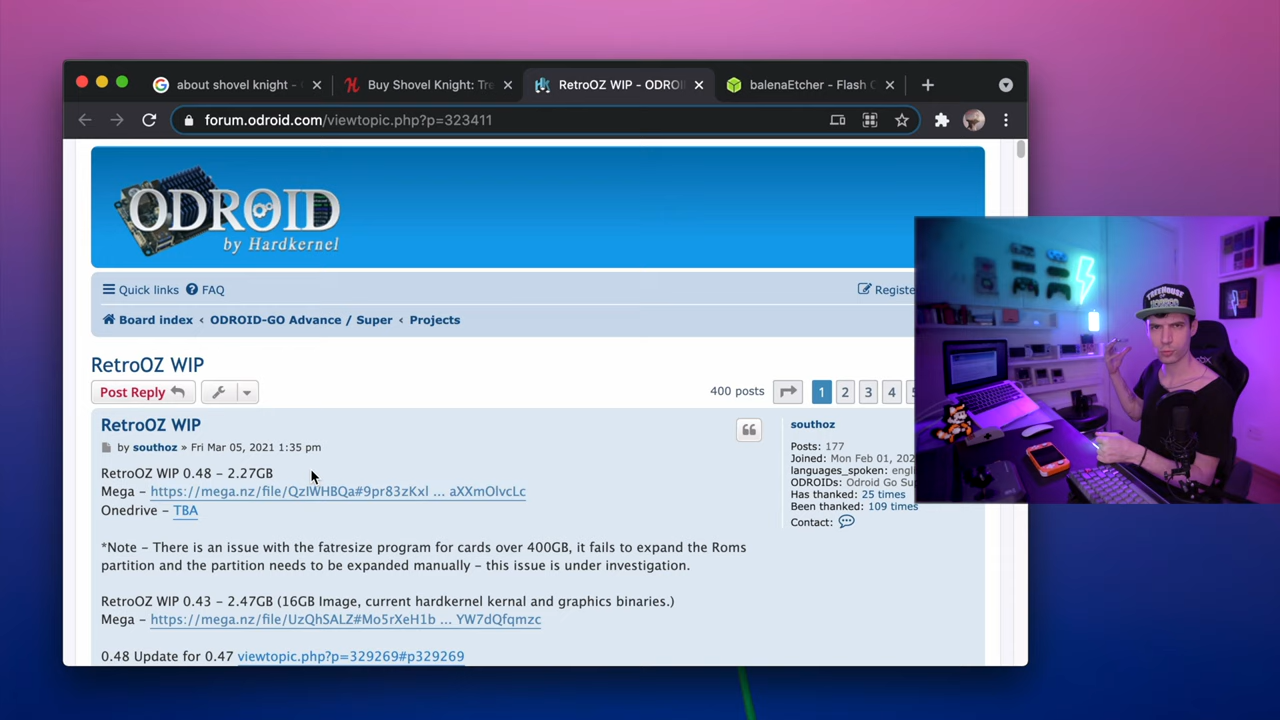 about shovel knight -
Buy Shovel Knight: Tre
RetroOZ WIP - ODROI
balenaEtcher - Flash
forum.odroid.com/viewtopic.php?p=323411
ODROID
by Hardkernel
Quick links
FAQ
Registe
Board index ‹ ODROID-GO Advance / Super ‹ Projects
RetroOZ WIP
Post Reply
400 posts
1 2 3 4
RetroOZ WIP
by southoz » Fri Mar 05, 2021 1:35 pm
RetroOZ WIP 0.48 – 2.27GB
Mega – https://mega.nz/file/QzIWHBQa#9pr83zKxl ... aXXmOlvcLc
Onedrive – TBA
*Note – There is an issue with the fatresize program for cards over 400GB, it fails to expand the Roms
partition and the partition needs to be expanded manually – this issue is under investigation.
RetroOZ WIP 0.43 – 2.47GB (16GB Image, current hardkernel kernal and graphics binaries.)
Mega – https://mega.nz/file/UzQhSALZ#Mo5rXeH1b ... YW7dQfqmzc
0.48 Update for 0.47 viewtopic.php?p=329269#p329269
southoz
Posts: 177
Joined: Mon Feb 01, 202
languages_spoken: engli
ODROIDs: Odroid Go Su
Has thanked: 25 times
Been thanked: 109 times
Contact:
TREEHOUSE